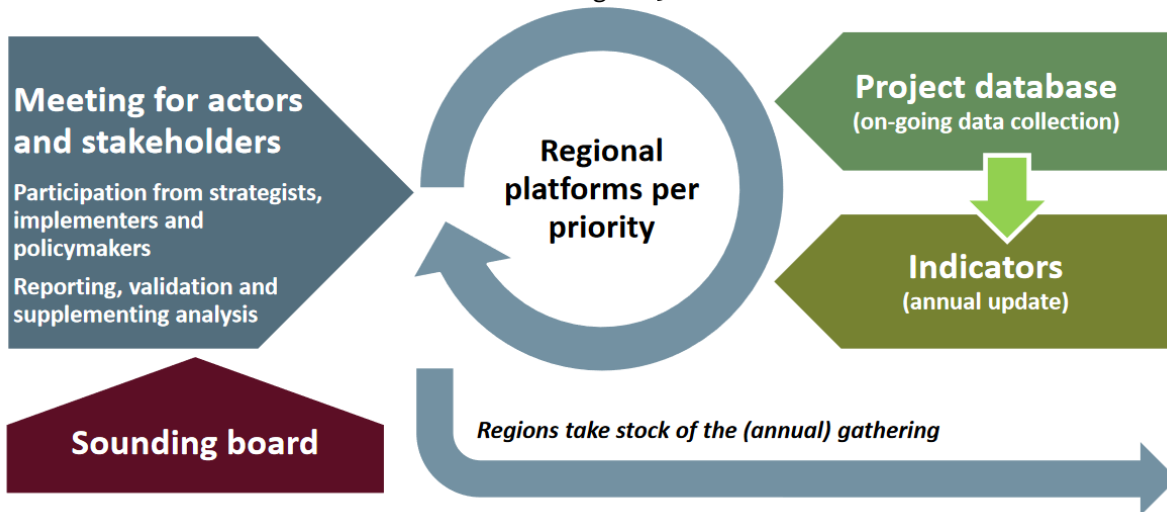 Meeting for actors
and stakeholders
Participation from strategists,
implementers and
policymakers
Reporting, validation and
supplementing analysis
Sounding board
Regional
platforms per
priority
Project database
(on-going data collection)
Indicators
(annual update)
Regions take stock of the (annual) gathering